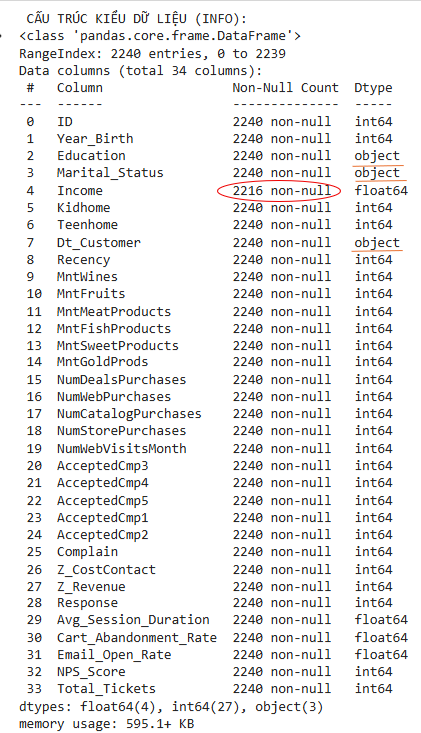 CẤU TRÚC KIỂU DỮ LIỆU (INFO):
<class 'pandas.core.frame.DataFrame'>
RangeIndex: 2240 entries, 0 to 2239
Data columns (total 34 columns):
 #   Column                 Non-Null Count  Dtype
---  ------                 --------------  -----
 0   ID                     2240 non-null   int64
 1   Year_Birth             2240 non-null   int64
 2   Education              2240 non-null   object
 3   Marital_Status         2240 non-null   object
 4   Income                 2216 non-null   float64
 5   Kidhome                2240 non-null   int64
 6   Teenhome               2240 non-null   int64
 7   Dt_Customer            2240 non-null   object
 8   Recency                2240 non-null   int64
 9   MntWines               2240 non-null   int64
 10  MntFruits              2240 non-null   int64
 11  MntMeatProducts        2240 non-null   int64
 12  MntFishProducts        2240 non-null   int64
 13  MntSweetProducts       2240 non-null   int64
 14  MntGoldProds           2240 non-null   int64
 15  NumDealsPurchases      2240 non-null   int64
 16  NumWebPurchases        2240 non-null   int64
 17  NumCatalogPurchases    2240 non-null   int64
 18  NumStorePurchases      2240 non-null   int64
 19  NumWebVisitsMonth      2240 non-null   int64
 20  AcceptedCmp3           2240 non-null   int64
 21  AcceptedCmp4           2240 non-null   int64
 22  AcceptedCmp5           2240 non-null   int64
 23  AcceptedCmp1           2240 non-null   int64
 24  AcceptedCmp2           2240 non-null   int64
 25  Complain               2240 non-null   int64
 26  Z_CostContact          2240 non-null   int64
 27  Z_Revenue              2240 non-null   int64
 28  Response               2240 non-null   int64
 29  Avg_Session_Duration   2240 non-null   float64
 30  Cart_Abandonment_Rate  2240 non-null   float64
 31  Email_Open_Rate        2240 non-null   float64
 32  NPS_Score              2240 non-null   int64
 33  Total_Tickets          2240 non-null   int64
dtypes: float64(4), int64(27), object(3)
memory usage: 595.1+ KB